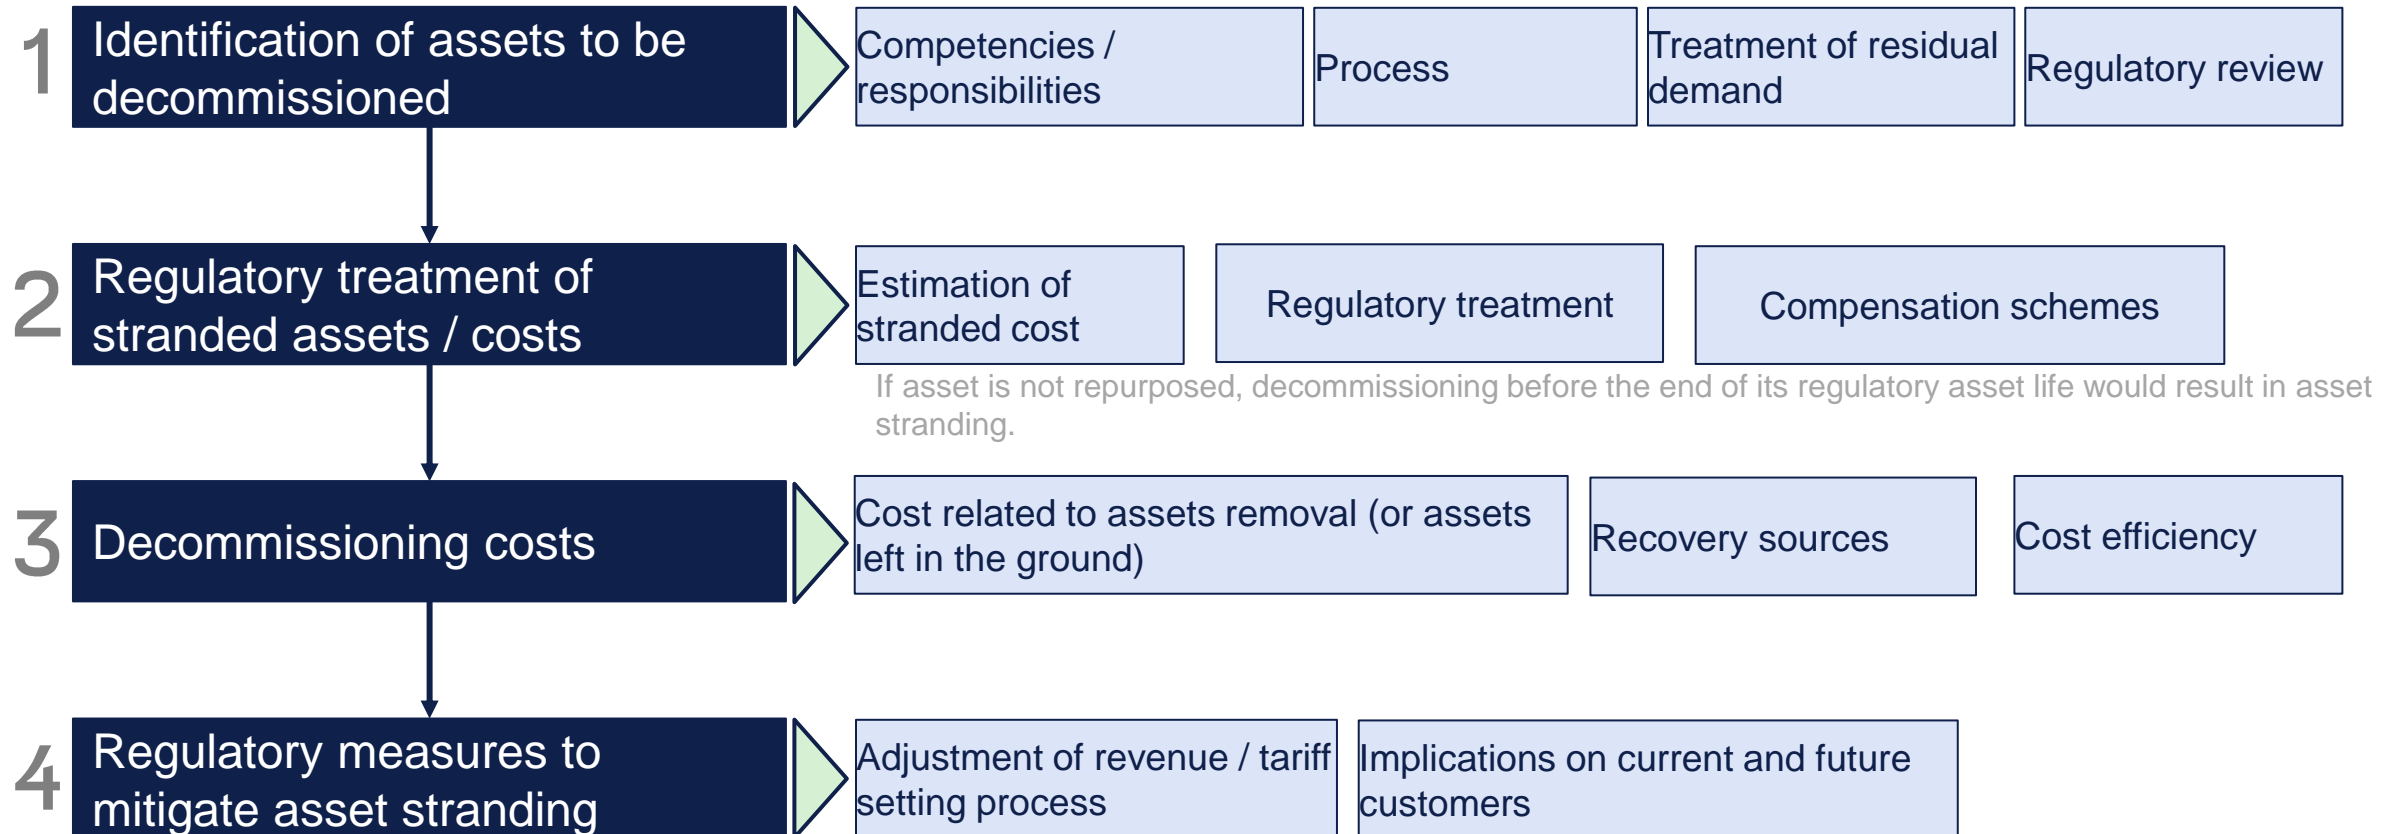 1
Identification of assets to be
decommissioned
Competencies /
responsibilities
Process
Treatment of residual
demand
Regulatory review
2
Regulatory treatment of
stranded assets / costs
Estimation of
stranded cost
Regulatory treatment
Compensation schemes
If asset is not repurposed, decommissioning before the end of its regulatory asset life would result in asset
stranding.
3
Decommissioning costs
Cost related to assets removal (or assets
left in the ground)
Recovery sources
Cost efficiency
4
Regulatory measures to
mitigate asset stranding
Adjustment of revenue / tariff
setting process
Implications on current and future
customers